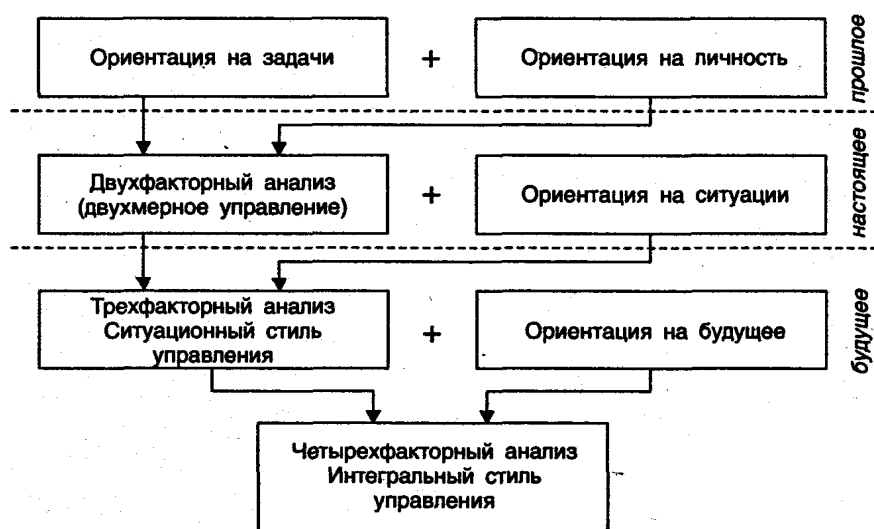 Ориентация на задачи
+
Ориентация на личность
прошлое
Двухфакторный анализ
(двухмерное управление)
+
Ориентация на ситуации
настоящее
Трехфакторный анализ
Ситуационный стиль
управления
+
Ориентация на будущее
будущее
Четырехфакторный анализ
Интегральный стиль
управления